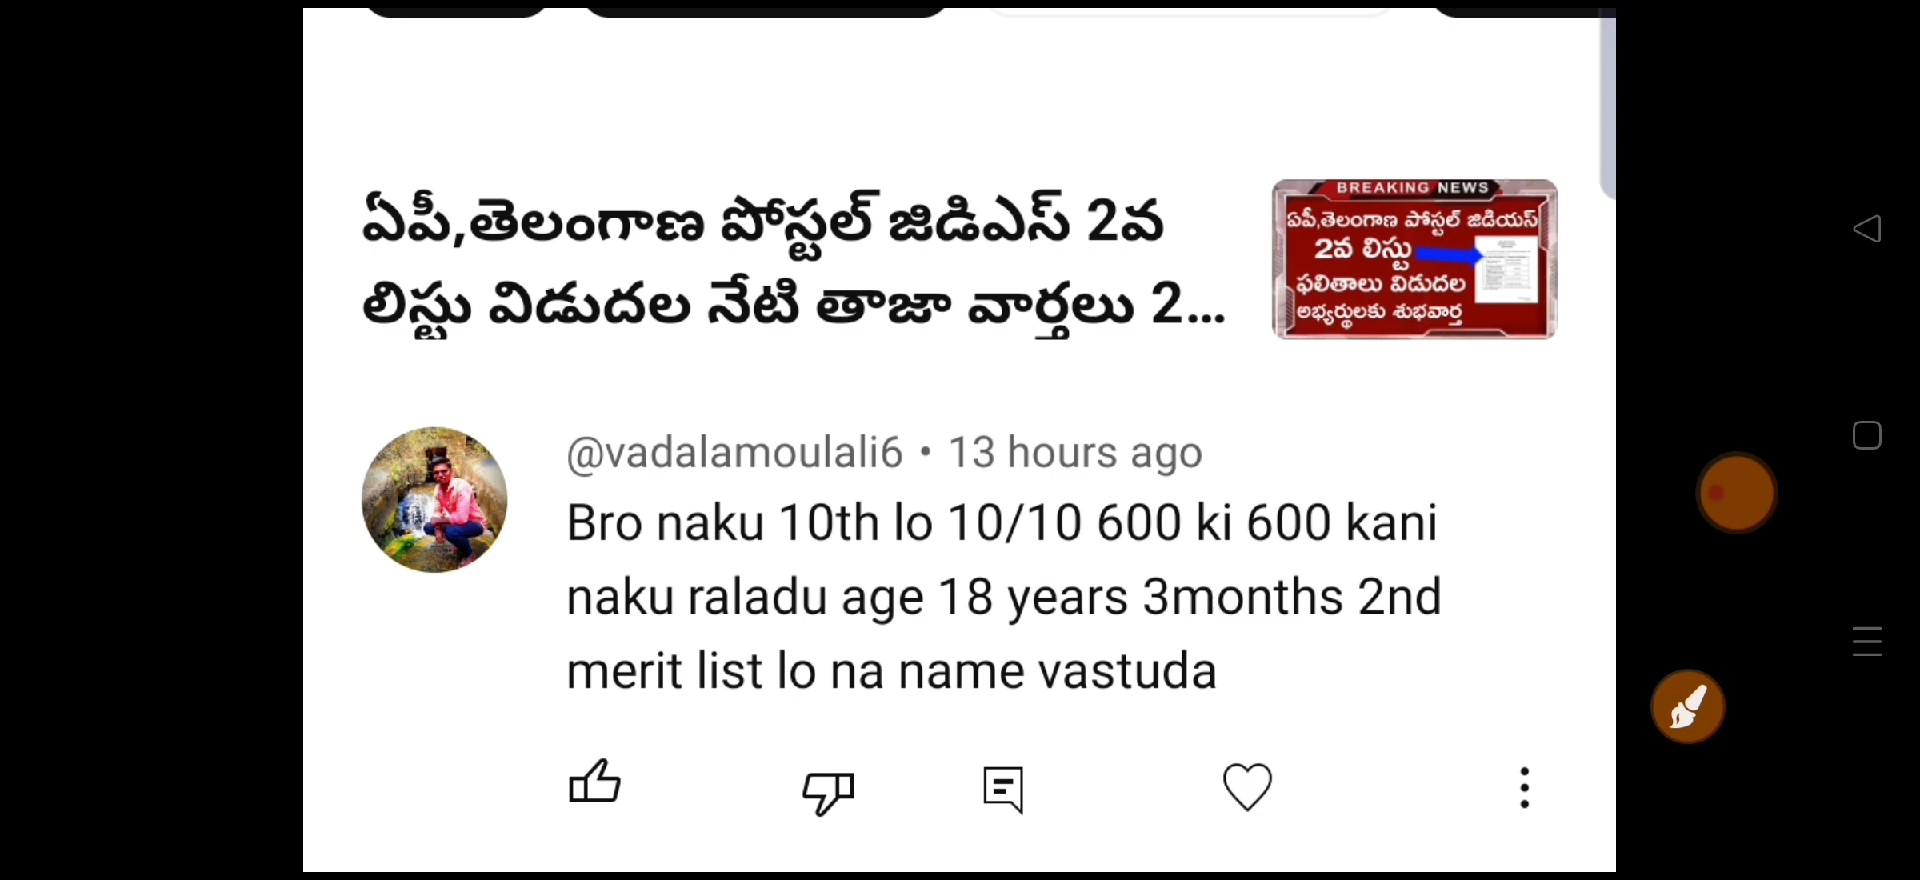 ఏపీ,తెలంగాణ పోస్టల్ జిడిఎస్ 2వ
లిస్టు విడుదల నేటి తాజా వార్తలు 2...
BREAKING NEWS
ఏపీ,తెలంగాణ పోస్టల్ జిడియస్
2వ లిస్టు
ఫలితాలు విడుదల
అభ్యర్థులకు శుభవార్త
@vadalamoulali6 • 13 hours ago
Bro naku 10th lo 10/10 600 ki 600 kani
naku raladu age 18 years 3months 2nd
merit list lo na name vastuda